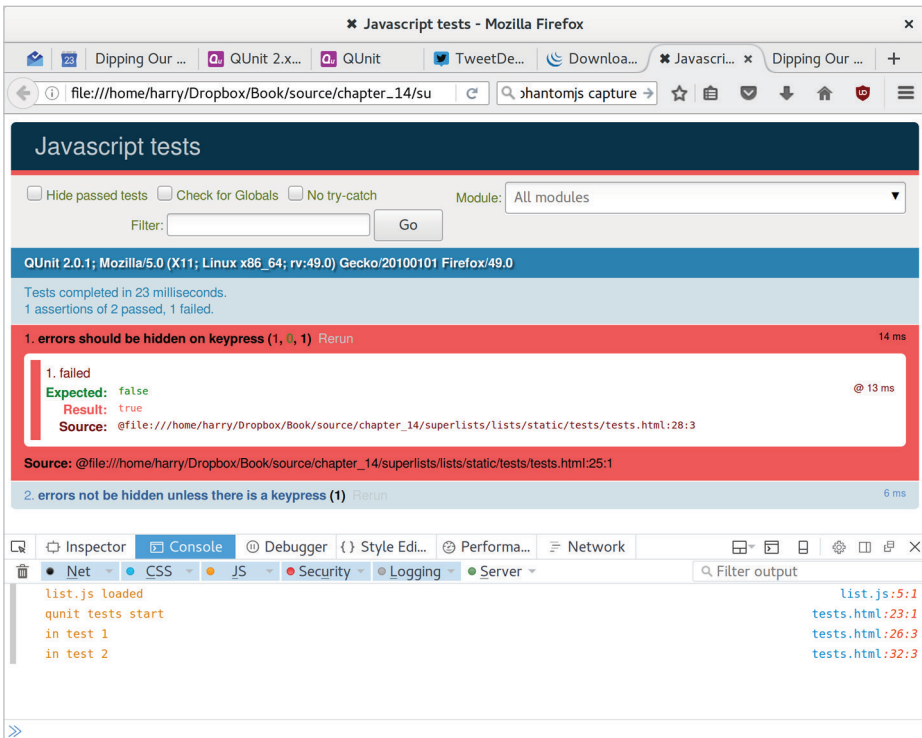 ✖ Javascript tests - Mozilla Firefox ×
23 Dipping Our ... QUnit 2.x... QUnit TweetDe... Downloa... ✖ Javascri... × Dipping Our ... +
file:///home/harry/Dropbox/Book/source/chapter_14/su phantomjs capture
Javascript tests
Hide passed tests Check for Globals No try-catch Module: All modules
Filter: Go
QUnit 2.0.1; Mozilla/5.0 (X11; Linux x86_64; rv:49.0) Gecko/20100101 Firefox/49.0
Tests completed in 23 milliseconds.
1 assertions of 2 passed, 1 failed.
1. errors should be hidden on keypress (1, 0, 1) Rerun 14 ms
1. failed
Expected: false @ 13 ms
Result: true
Source: @file:///home/harry/Dropbox/Book/source/chapter_14/superlists/lists/static/tests/tests.html:28:3
Source: @file:///home/harry/Dropbox/Book/source/chapter_14/superlists/lists/static/tests/tests.html:25:1
2. errors not be hidden unless there is a keypress (1) Rerun 6 ms
Inspector Console Debugger {} Style Edi... Performa... Network
Net CSS JS Security Logging Server Filter output
list.js loaded list.js:5:1
qunit tests start tests.html:23:1
in test 1 tests.html:26:3
in test 2 tests.html:32:3
≫